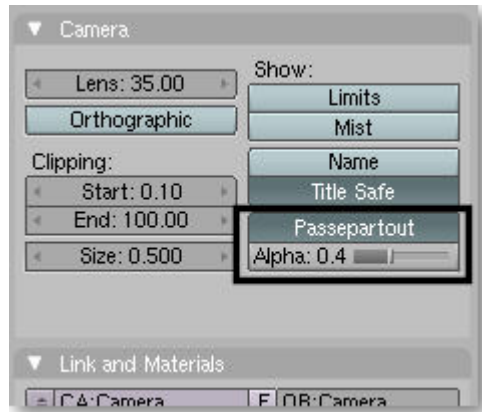 Camera
Lens: 35.00
Orthographic
Clipping:
Start: 0.10
End: 100.00
Size: 0.500
Show:
Limits
Mist
Name
Title Safe
Passepartout
Alpha: 0.4
Link and Materials
CA:Camera F OB:Camera